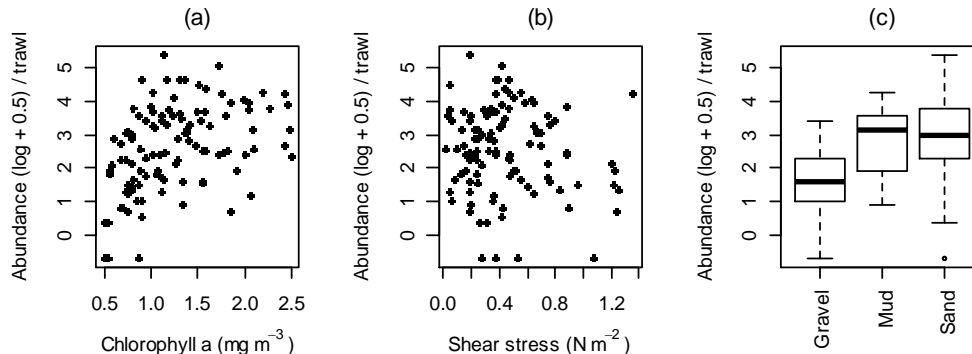 (a)
Abundance (log + 0.5) / trawl
5
4
3
2
1
0
0.5 1.0 1.5 2.0 2.5
Chlorophyll a (mg m−3)
(b)
Abundance (log + 0.5) / trawl
5
4
3
2
1
0
0.0 0.4 0.8 1.2
Shear stress (N m−2)
(c)
Abundance (log + 0.5) / trawl
5
4
3
2
1
0
Gravel
Mud
Sand